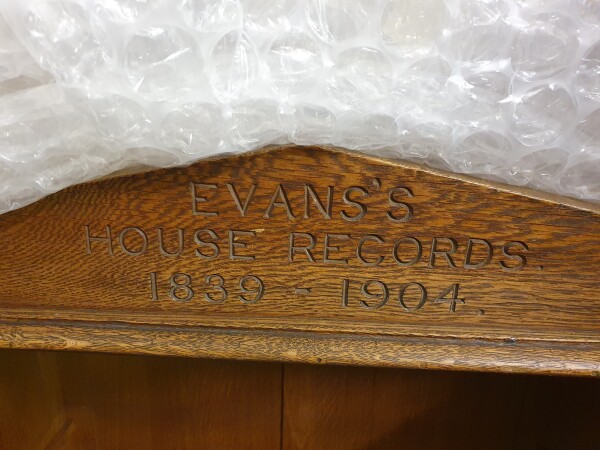 EVANS'S
HOUSE RECORDS.
1839 - 1904.